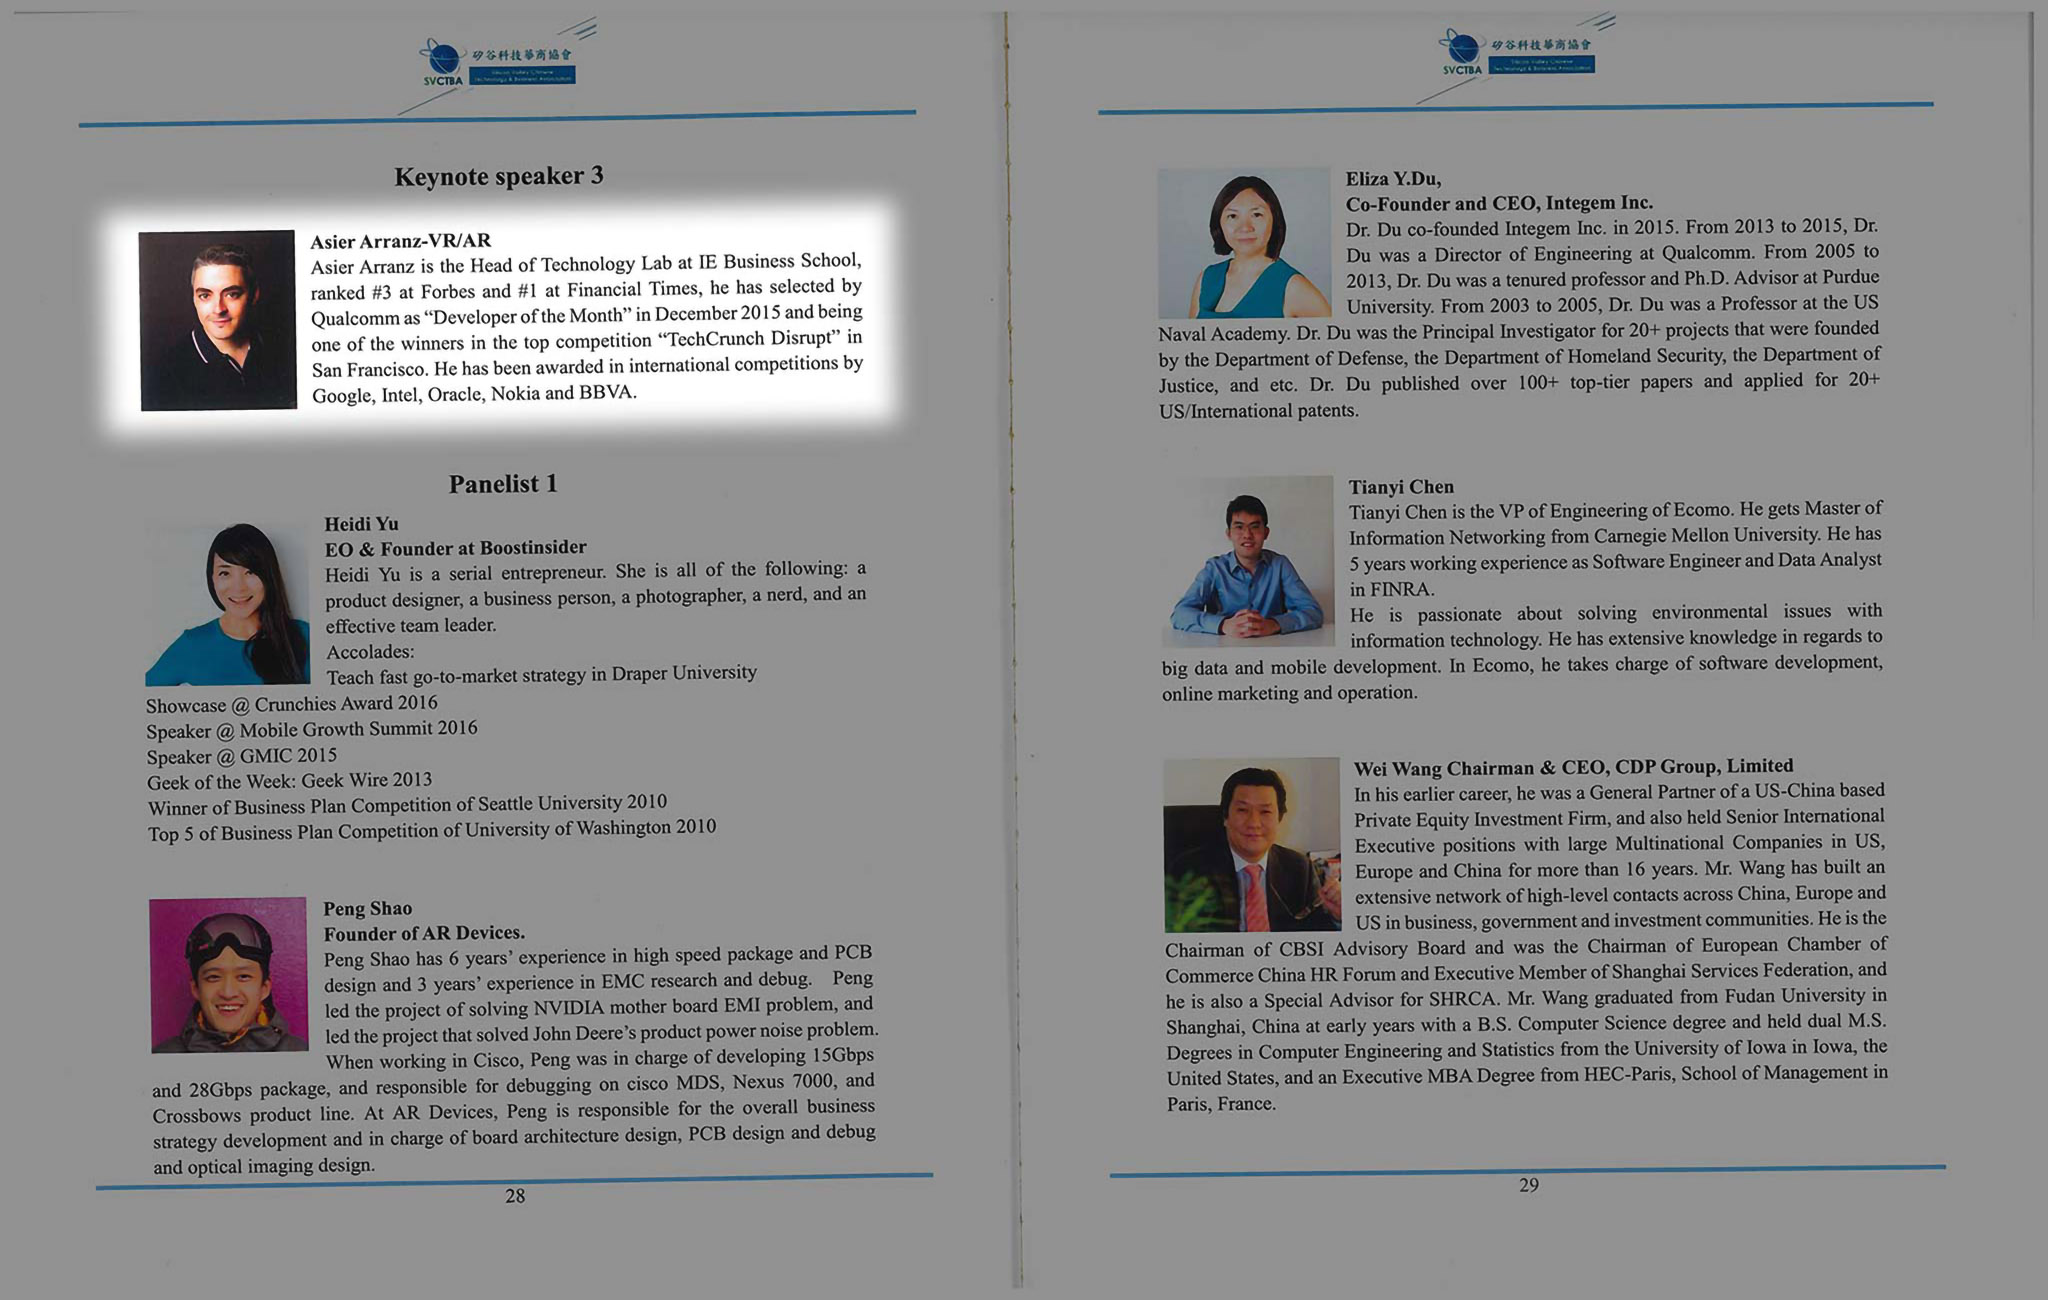 矽谷科技華商協會
SVCTBA
Silicon Valley Chinese
Technology & Business Association
Keynote speaker 3
Asier Arranz-VR/AR
Asier Arranz is the Head of Technology Lab at IE Business School,
ranked #3 at Forbes and #1 at Financial Times, he has selected by
Qualcomm as “Developer of the Month” in December 2015 and being
one of the winners in the top competition “TechCrunch Disrupt” in
San Francisco. He has been awarded in international competitions by
Google, Intel, Oracle, Nokia and BBVA.
Panelist 1
Heidi Yu
EO & Founder at Boostinsider
Heidi Yu is a serial entrepreneur. She is all of the following: a
product designer, a business person, a photographer, a nerd, and an
effective team leader.
Accolades:
Teach fast go-to-market strategy in Draper University
Showcase @ Crunchies Award 2016
Speaker @ Mobile Growth Summit 2016
Speaker @ GMIC 2015
Geek of the Week: Geek Wire 2013
Winner of Business Plan Competition of Seattle University 2010
Top 5 of Business Plan Competition of University of Washington 2010
Peng Shao
Founder of AR Devices.
Peng Shao has 6 years’ experience in high speed package and PCB
design and 3 years’ experience in EMC research and debug. Peng
led the project of solving NVIDIA mother board EMI problem, and
led the project that solved John Deere’s product power noise problem.
When working in Cisco, Peng was in charge of developing 15Gbps
and 28Gbps package, and responsible for debugging on cisco MDS, Nexus 7000, and
Crossbows product line. At AR Devices, Peng is responsible for the overall business
strategy development and in charge of board architecture design, PCB design and debug
and optical imaging design.
28
矽谷科技華商協會
SVCTBA
Silicon Valley Chinese
Technology & Business Association
Eliza Y.Du,
Co-Founder and CEO, Integem Inc.
Dr. Du co-founded Integem Inc. in 2015. From 2013 to 2015, Dr.
Du was a Director of Engineering at Qualcomm. From 2005 to
2013, Dr. Du was a tenured professor and Ph.D. Advisor at Purdue
University. From 2003 to 2005, Dr. Du was a Professor at the US
Naval Academy. Dr. Du was the Principal Investigator for 20+ projects that were founded
by the Department of Defense, the Department of Homeland Security, the Department of
Justice, and etc. Dr. Du published over 100+ top-tier papers and applied for 20+
US/International patents.
Tianyi Chen
Tianyi Chen is the VP of Engineering of Ecomo. He gets Master of
Information Networking from Carnegie Mellon University. He has
5 years working experience as Software Engineer and Data Analyst
in FINRA.
He is passionate about solving environmental issues with
information technology. He has extensive knowledge in regards to
big data and mobile development. In Ecomo, he takes charge of software development,
online marketing and operation.
Wei Wang Chairman & CEO, CDP Group, Limited
In his earlier career, he was a General Partner of a US-China based
Private Equity Investment Firm, and also held Senior International
Executive positions with large Multinational Companies in US,
Europe and China for more than 16 years. Mr. Wang has built an
extensive network of high-level contacts across China, Europe and
US in business, government and investment communities. He is the
Chairman of CBSI Advisory Board and was the Chairman of European Chamber of
Commerce China HR Forum and Executive Member of Shanghai Services Federation, and
he is also a Special Advisor for SHRCA. Mr. Wang graduated from Fudan University in
Shanghai, China at early years with a B.S. Computer Science degree and held dual M.S.
Degrees in Computer Engineering and Statistics from the University of Iowa in Iowa, the
United States, and an Executive MBA Degree from HEC-Paris, School of Management in
Paris, France.
29